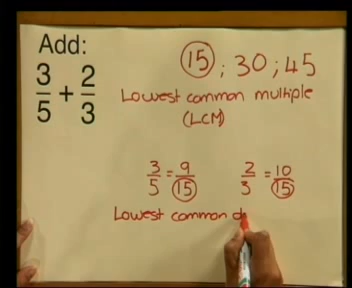 Add:
3/5 + 2/3
15 ; 30 ; 45
Lowest common multiple
(LCM)
3/5 = 9/15 2/3 = 10/15
Lowest common d